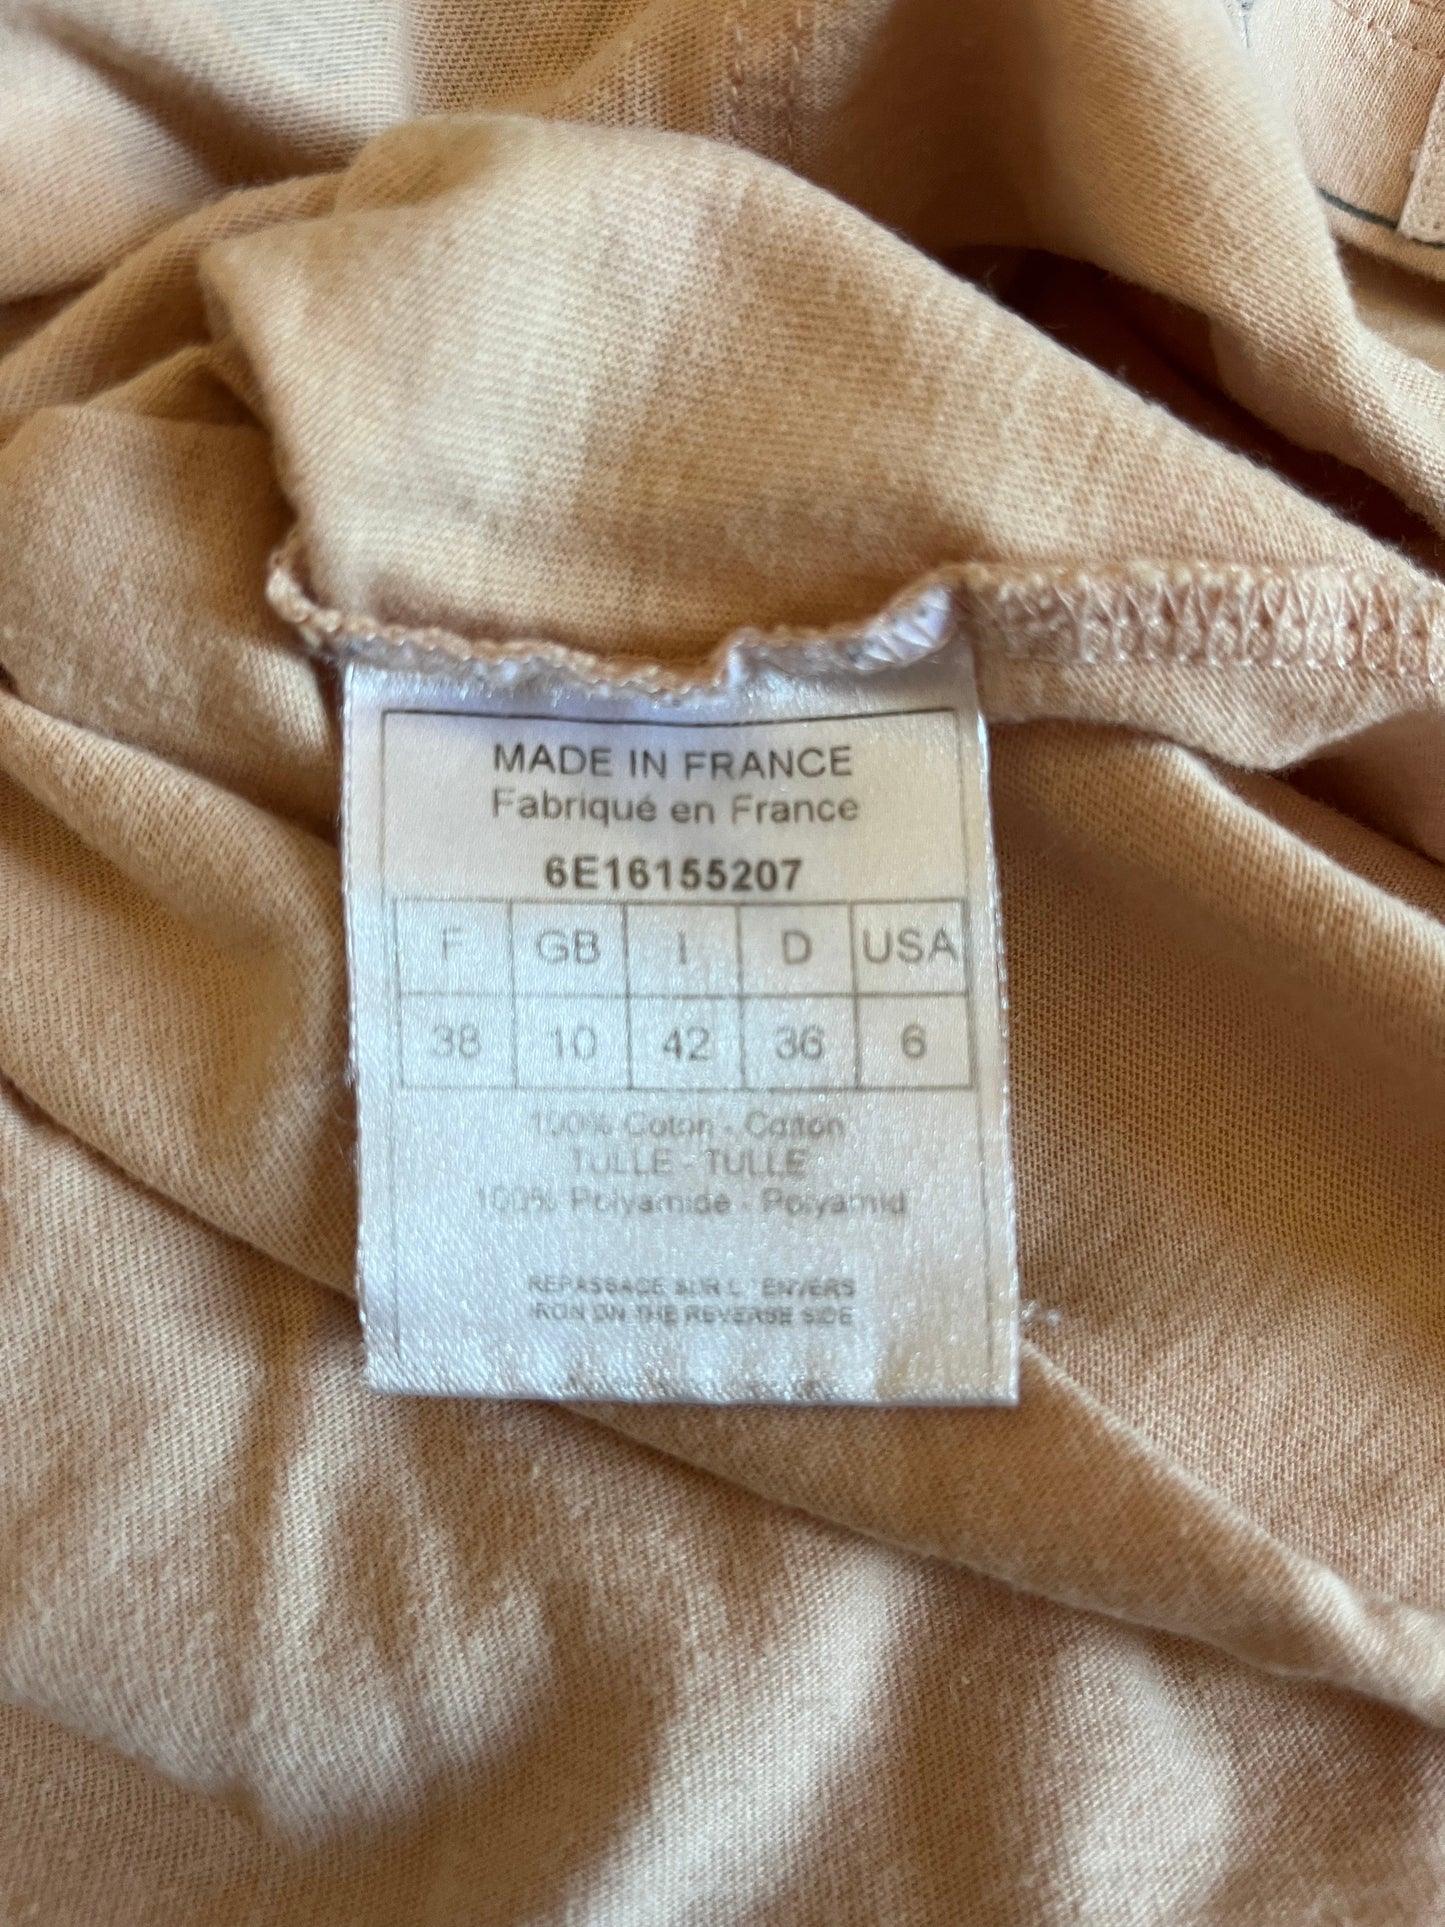 MADE IN FRANCE
Fabriqué en France
6E16155207
F GB I D USA
38 10 42 36 6
100% Coton - Cotton
TULLE - TULLE
100% Polyamide - Polyamid
REPASSAGE SUR L'ENVERS
IRON ON THE REVERSE SIDE